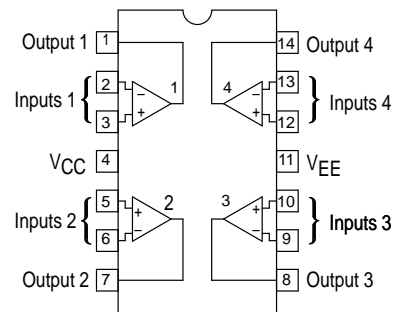 Output 1 1 14 Output 4
2 1 4 13
Inputs 1 { − + − + } Inputs 4
3 12
VCC 4 11 VEE
5 2 3 10
Inputs 2 { + − + − } Inputs 3
6 9
Output 2 7 8 Output 3